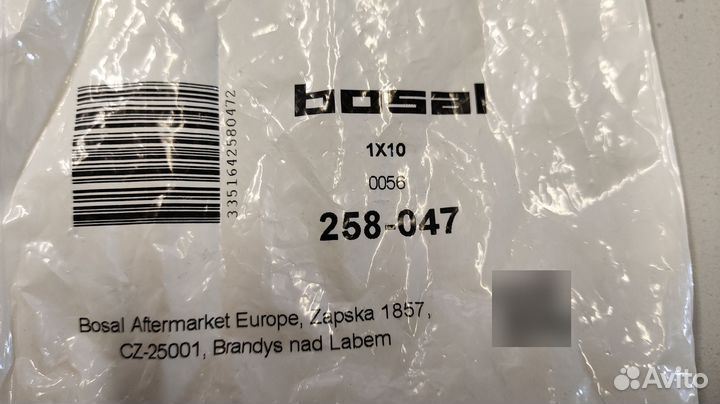 bosal
1X10
0056
258-047
3351642580472
Bosal Aftermarket Europe, Zapska 1857,
CZ-25001, Brandys nad Labem
Avito